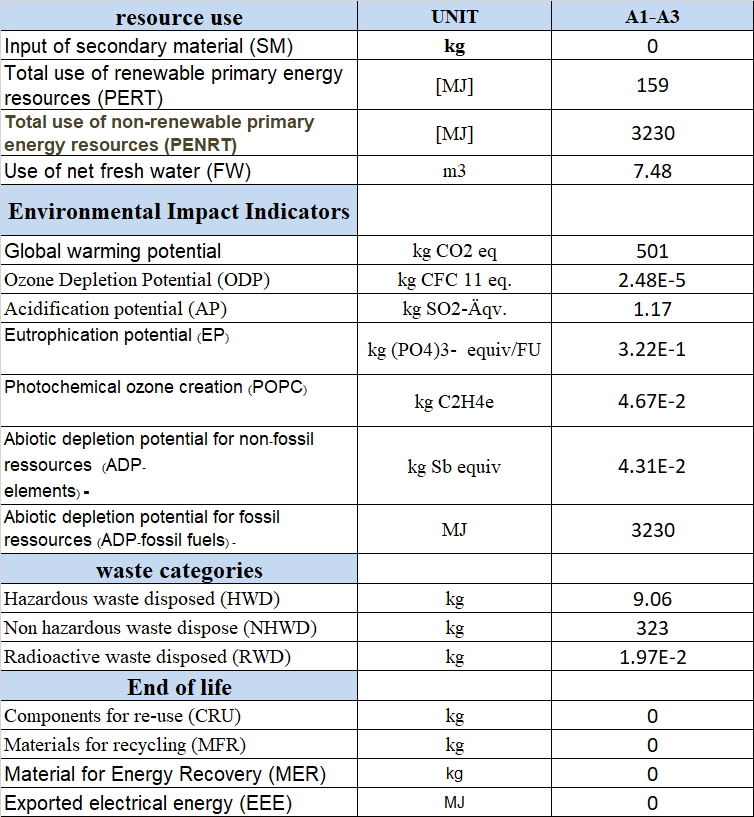 resource use UNIT A1-A3
Input of secondary material (SM) kg 0
Total use of renewable primary energy
resources (PERT) [MJ] 159
Total use of non-renewable primary
energy resources (PENRT) [MJ] 3230
Use of net fresh water (FW) m3 7.48
Environmental Impact Indicators
Global warming potential kg CO2 eq 501
Ozone Depletion Potential (ODP) kg CFC 11 eq. 2.48E-5
Acidification potential (AP) kg SO2-Äqv. 1.17
Eutrophication potential (EP) kg (PO4)3- equiv/FU 3.22E-1
Photochemical ozone creation (POPC) kg C2H4e 4.67E-2
Abiotic depletion potential for non-fossil
ressources (ADP- kg Sb equiv 4.31E-2
elements) -
Abiotic depletion potential for fossil
ressources (ADP-fossil fuels) - MJ 3230
waste categories
Hazardous waste disposed (HWD) kg 9.06
Non hazardous waste dispose (NHWD) kg 323
Radioactive waste disposed (RWD) kg 1.97E-2
End of life
Components for re-use (CRU) kg 0
Materials for recycling (MFR) kg 0
Material for Energy Recovery (MER) kg 0
Exported electrical energy (EEE) MJ 0